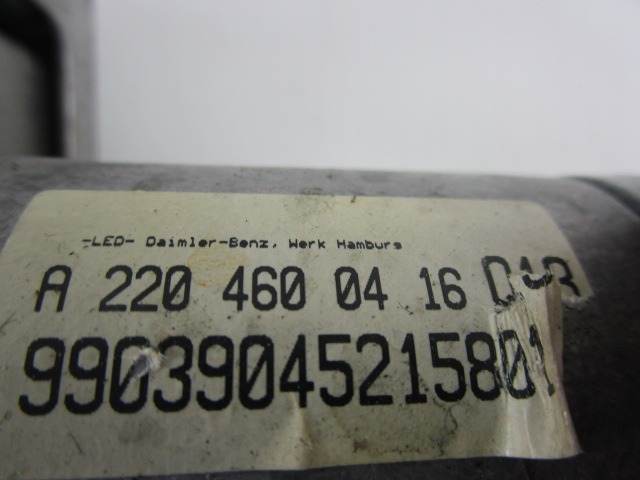 -LED- Daimler-Benz, Werk Hamburg
A 220 460 04 16
99039045215801